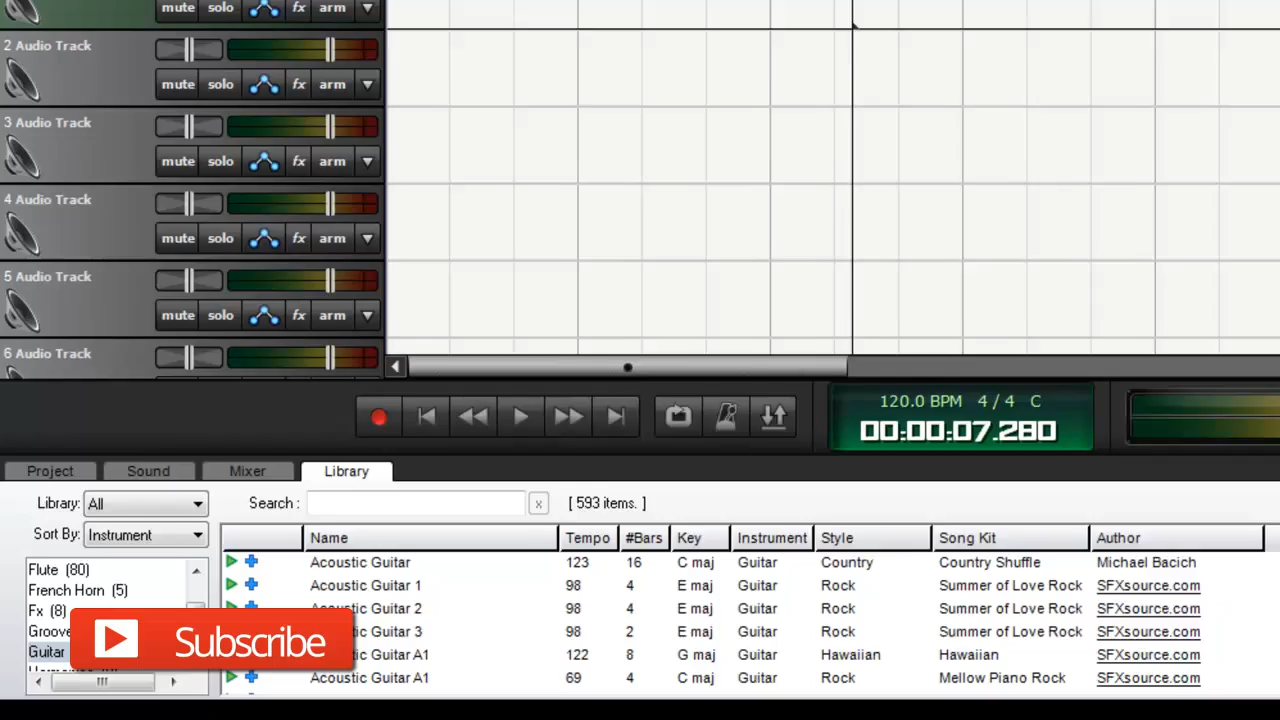 mute solo fx arm
2 Audio Track
mute solo fx arm
3 Audio Track
mute solo fx arm
4 Audio Track
mute solo fx arm
5 Audio Track
mute solo fx arm
6 Audio Track
120.0 BPM 4 / 4 C
00:00:07.280
Project Sound Mixer Library
Library: All Search : x [ 593 items. ]
Sort By: Instrument
Name Tempo #Bars Key Instrument Style Song Kit Author
Flute (80)
French Horn (5)
Fx (8)
Groove
Guitar
Acoustic Guitar 123 16 C maj Guitar Country Country Shuffle Michael Bacich
Acoustic Guitar 1 98 4 E maj Guitar Rock Summer of Love Rock SFXsource.com
Acoustic Guitar 2 98 4 E maj Guitar Rock Summer of Love Rock SFXsource.com
Acoustic Guitar 3 98 2 E maj Guitar Rock Summer of Love Rock SFXsource.com
Guitar A1 122 8 G maj Guitar Hawaiian Hawaiian SFXsource.com
Acoustic Guitar A1 69 4 C maj Guitar Rock Mellow Piano Rock SFXsource.com
Subscribe